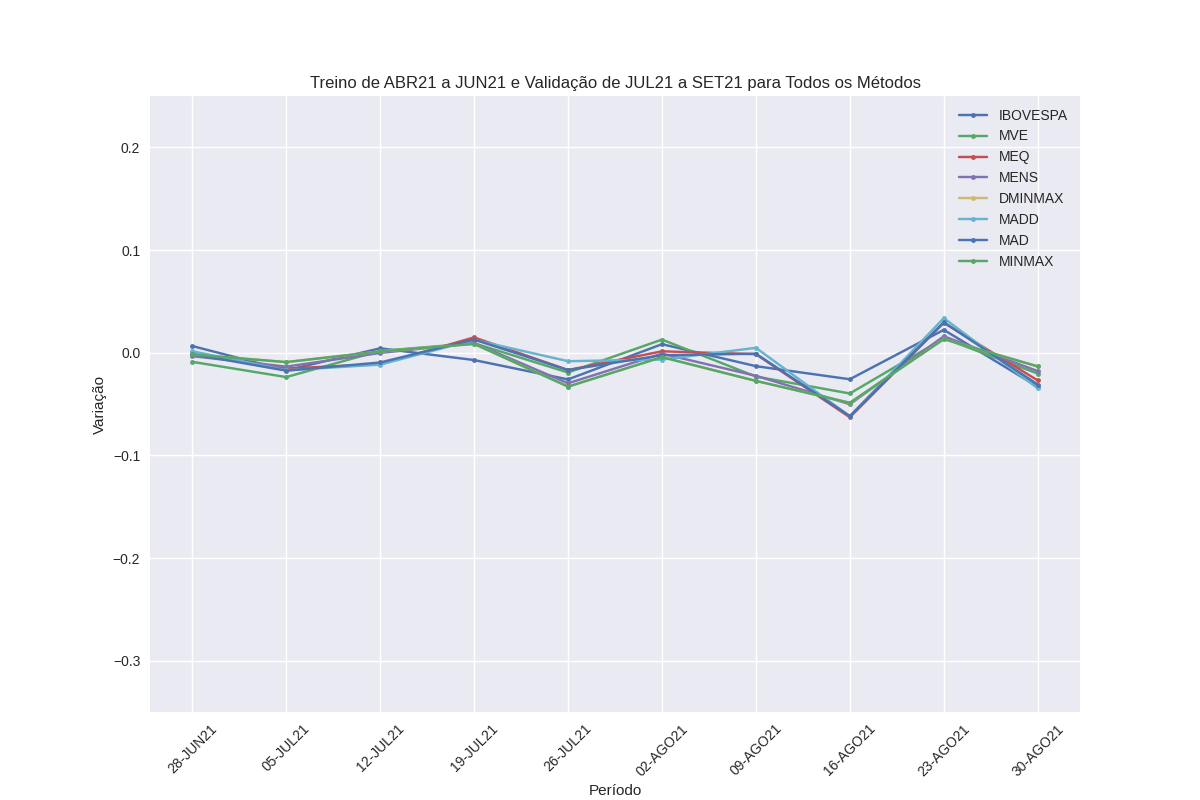 Treino de ABR21 a JUN21 e Validação de JUL21 a SET21 para Todos os Métodos
IBOVESPA
MVE
MEQ
MENS
DMINMAX
MADD
MAD
MINMAX
0.2
0.1
0.0
−0.1
−0.2
−0.3
Variação
28-JUN21
05-JUL21
12-JUL21
19-JUL21
26-JUL21
02-AGO21
09-AGO21
16-AGO21
23-AGO21
30-AGO21
Período